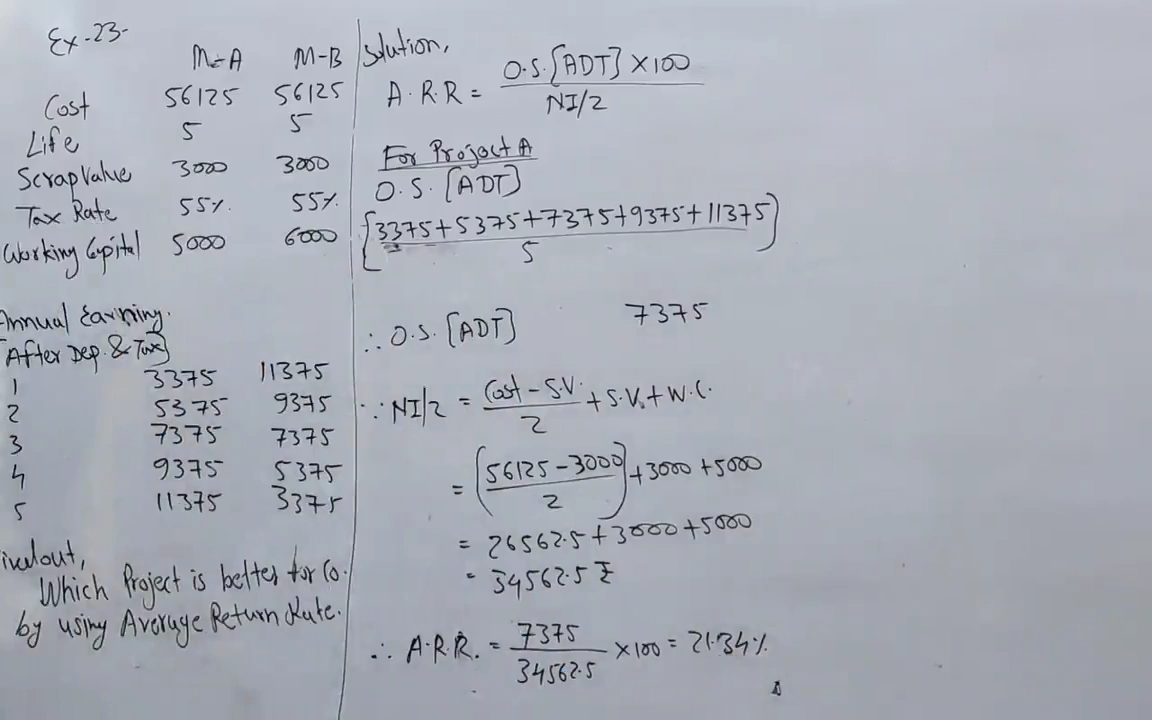 Ex-23-
M-A M-B
Cost 56125 56125
Life 5 5
Scrap Value 3000 3000
Tax Rate 55% 55%
Working Capital 5000 6000
Annual Earning.
[After Dep. & Tax]
1 3375 11375
2 5375 9375
3 7375 7375
4 9375 5375
5 11375 3375
Which Project is better for Co.
by using Average Return Rate.
Solution,
A.R.R = O.S.[ADT] × 100
NI/2
For Project A
O.S. [ADT]
[3375+5375+7375+9375+11375]
5
∴ O.S. [ADT] 7375
∵ NI/2 = Cost - S.V. + S.V. + W.C.
2
= (56125 - 3000) + 3000 + 5000
2
= 26562.5 + 3000 + 5000
= 34562.5 ₹
∴ A.R.R. = 7375 × 100 = 21.34%
34562.5